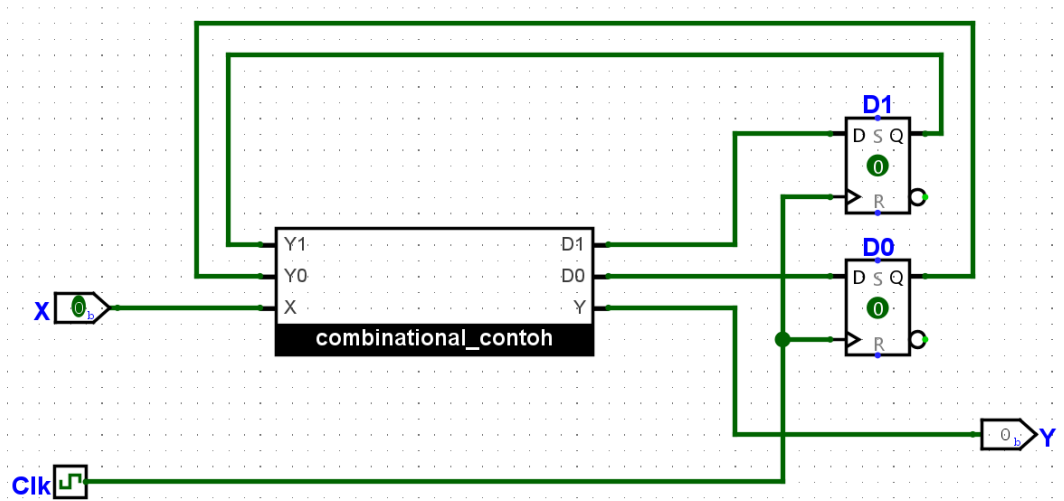 D1
D S Q
0
R
D0
D S Q
0
R
Y1 D1
Y0 D0
X Y
combinational_contoh
X 0 b
0 b Y
Clk